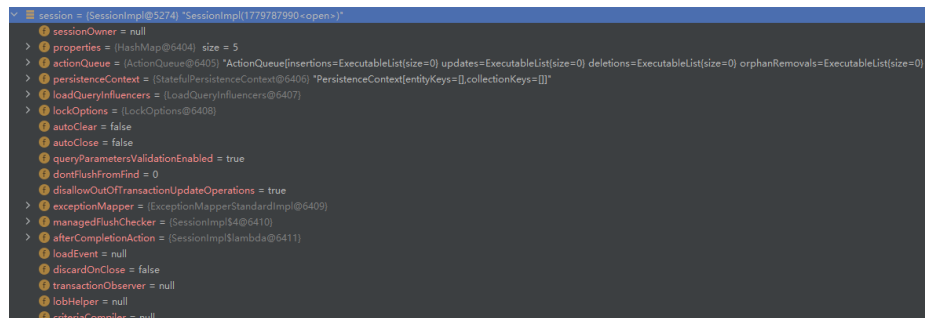 session = {SessionImpl@5274} "SessionImpl(1779787990<open>)"
f sessionOwner = null
f properties = {HashMap@6404} size = 5
f actionQueue = {ActionQueue@6405} "ActionQueue[insertions=ExecutableList{size=0} updates=ExecutableList{size=0} deletions=ExecutableList{size=0} orphanRemovals=ExecutableList{size=0}
f persistenceContext = {StatefulPersistenceContext@6406} "PersistenceContext[entityKeys=[],collectionKeys=[]]"
f loadQueryInfluencers = {LoadQueryInfluencers@6407}
f lockOptions = {LockOptions@6408}
f autoClear = false
f autoClose = false
f queryParametersValidationEnabled = true
f dontFlushFromFind = 0
f disallowOutOfTransactionUpdateOperations = true
f exceptionMapper = {ExceptionMapperStandardImpl@6409}
f managedFlushChecker = {SessionImpl$4@6410}
f afterCompletionAction = {SessionImpl$lambda@6411}
f loadEvent = null
f discardOnClose = false
f transactionObserver = null
f lobHelper = null
f criteriaCompiler = null